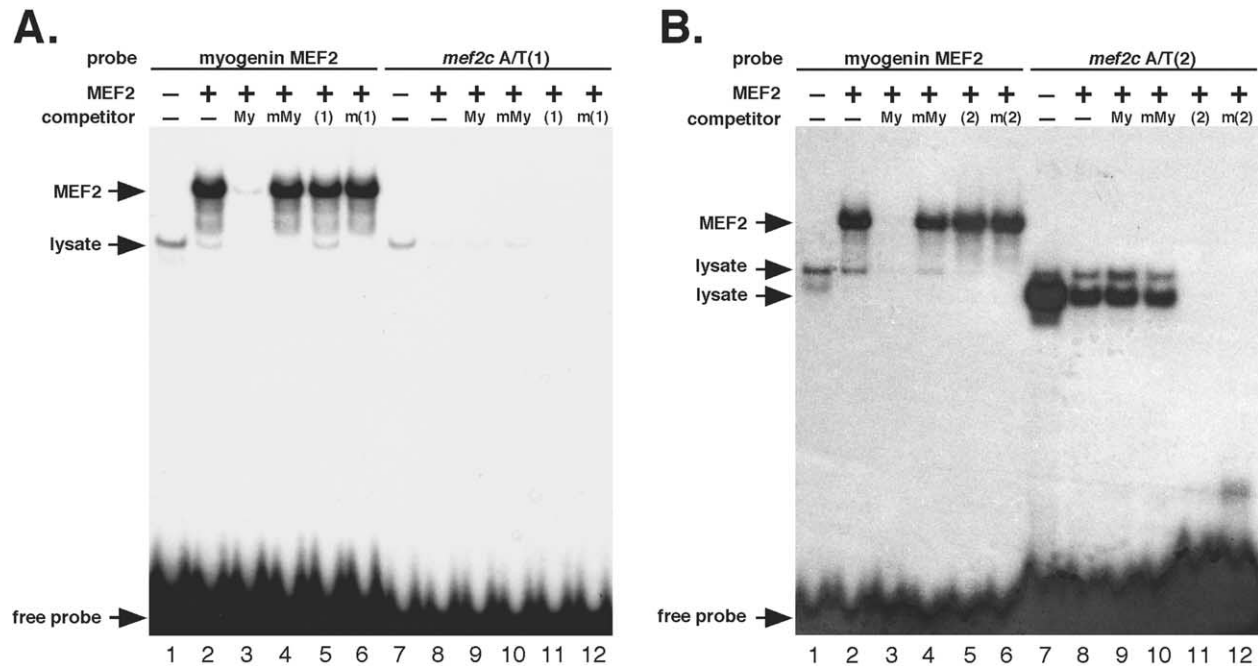 A.
probe myogenin MEF2 mef2c A/T(1)
MEF2 – + + + + + – + + + + +
competitor – – My mMy (1) m(1) – – My mMy (1) m(1)
MEF2
lysate
free probe
1 2 3 4 5 6 7 8 9 10 11 12
B.
probe myogenin MEF2 mef2c A/T(2)
MEF2 – + + + + + – + + + + +
competitor – – My mMy (2) m(2) – – My mMy (2) m(2)
MEF2
lysate
lysate
free probe
1 2 3 4 5 6 7 8 9 10 11 12